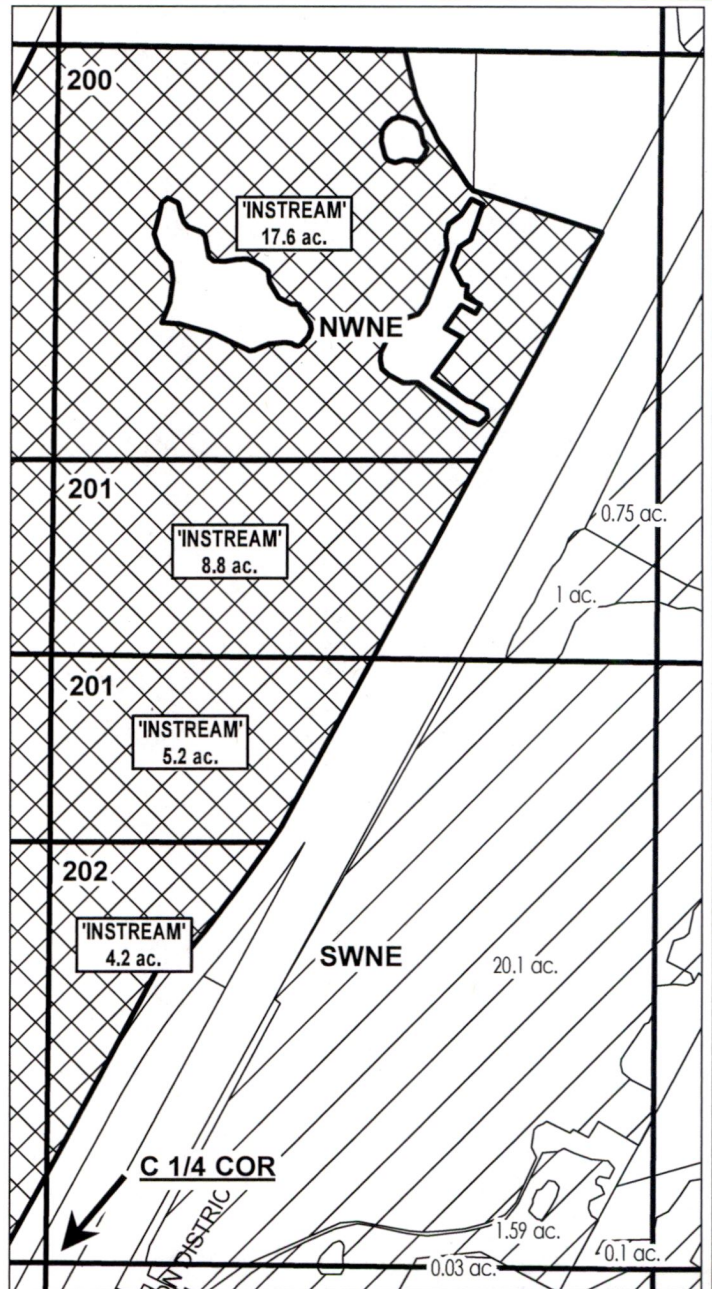 200
'INSTREAM'
17.6 ac.
NWNE
201
'INSTREAM'
8.8 ac.
0.75 ac.
1 ac.
201
'INSTREAM'
5.2 ac.
202
'INSTREAM'
4.2 ac.
SWNE
20.1 ac.
C 1/4 COR
1.59 ac.
0.1 ac.
0.03 ac.